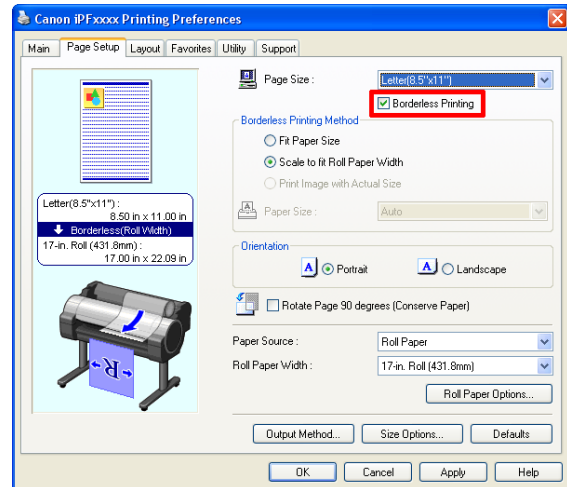 Canon iPFxxxx Printing Preferences
Main Page Setup Layout Favorites Utility Support
Page Size : Letter(8.5"x11")
Borderless Printing
Borderless Printing Method
Fit Paper Size
Scale to fit Roll Paper Width
Print Image with Actual Size
Paper Size : Auto
Letter(8.5"x11") :
8.50 in x 11.00 in
Borderless(Roll Width)
17-in. Roll (431.8mm) :
17.00 in x 22.09 in
Orientation
A Portrait A Landscape
Rotate Page 90 degrees (Conserve Paper)
R
Paper Source : Roll Paper
Roll Paper Width : 17-in. Roll (431.8mm)
Roll Paper Options...
Output Method... Size Options... Defaults
OK Cancel Apply Help